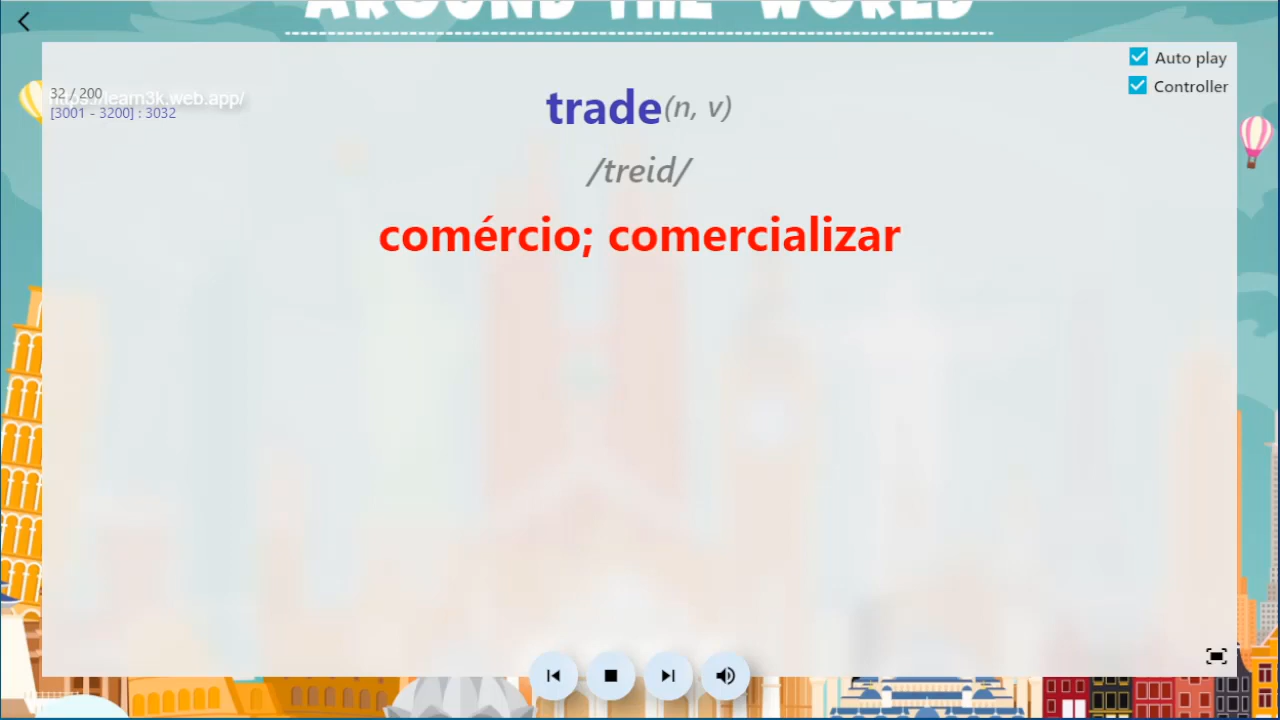 AROUND THE WORLD
Auto play
32 / 200
https://learn3k.web.app/
Controller
[3001 - 3200] : 3032
trade(n, v)
/treid/
comércio; comercializar